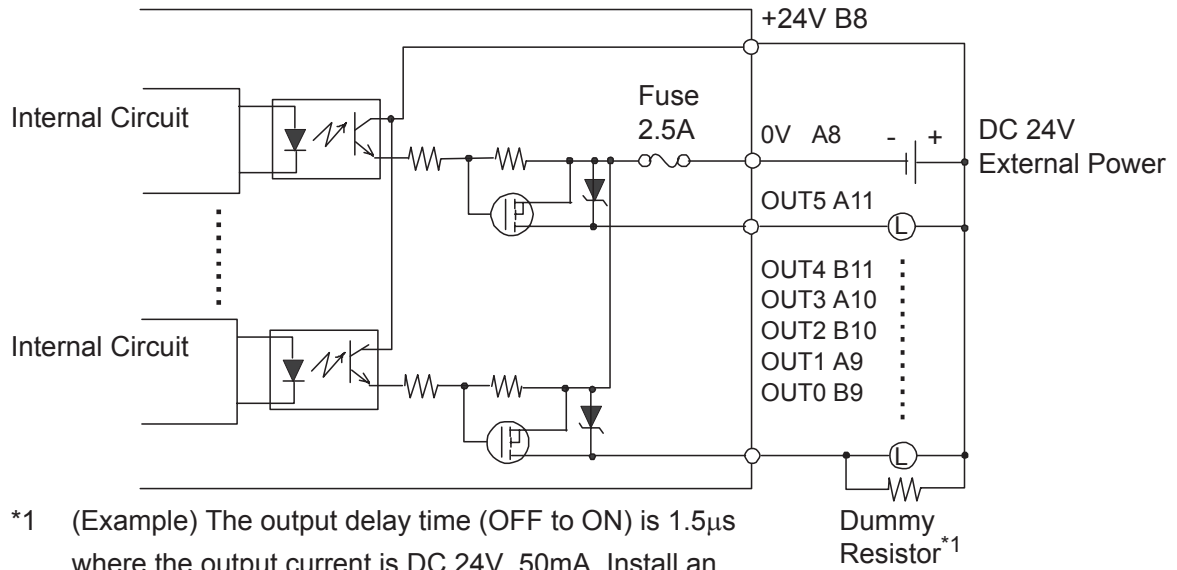 +24V B8
Internal Circuit
Fuse
2.5A
0V A8 - +
DC 24V
External Power
OUT5 A11
L
OUT4 B11
OUT3 A10
OUT2 B10
OUT1 A9
OUT0 B9
Internal Circuit
L
Dummy
Resistor*1
*1 (Example) The output delay time (OFF to ON) is 1.5μs
where the output current is DC 24V, 50mA. Install an